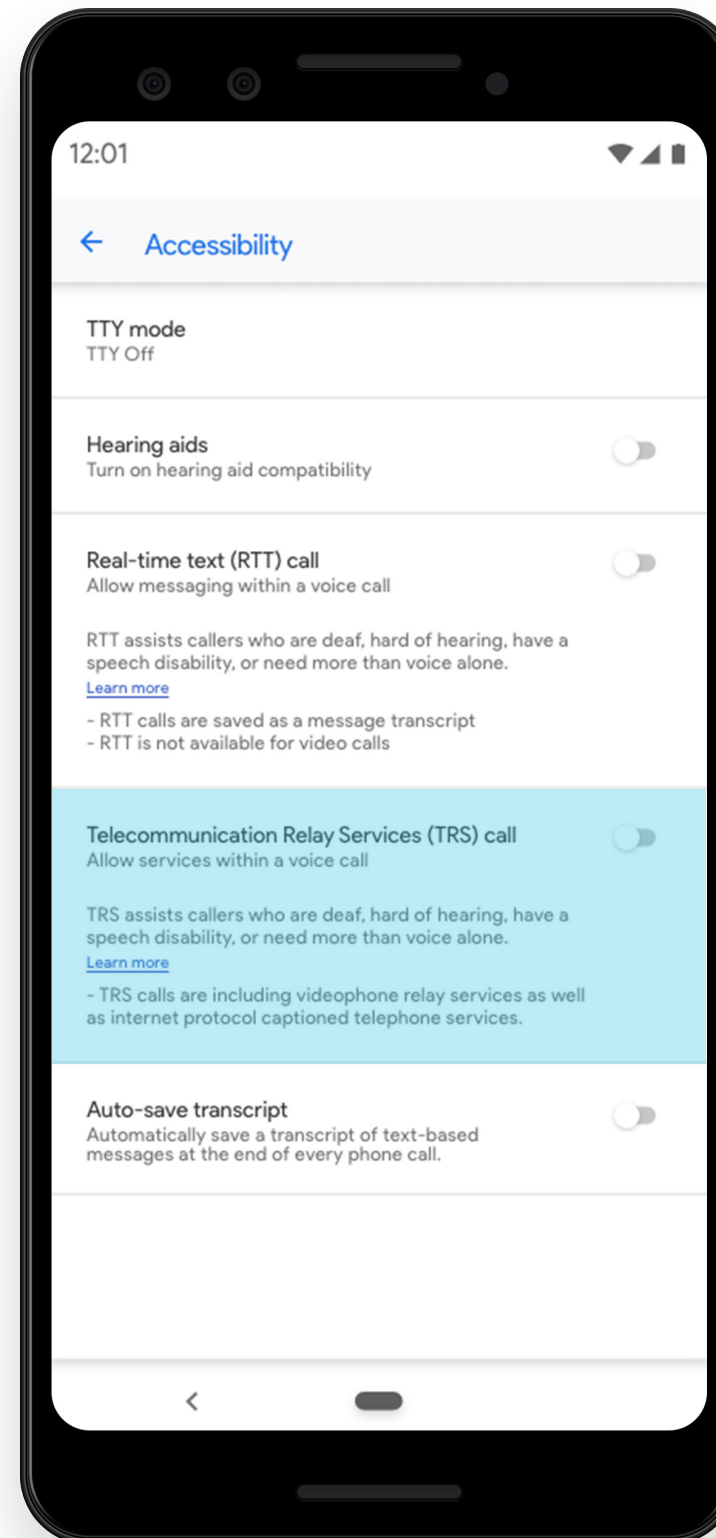 12:01
Accessibility
TTY mode
TTY Off
Hearing aids
Turn on hearing aid compatibility
Real-time text (RTT) call
Allow messaging within a voice call
RTT assists callers who are deaf, hard of hearing, have a
speech disability, or need more than voice alone.
Learn more
- RTT calls are saved as a message transcript
- RTT is not available for video calls
Telecommunication Relay Services (TRS) call
Allow services within a voice call
TRS assists callers who are deaf, hard of hearing, have a
speech disability, or need more than voice alone.
Learn more
- TRS calls are including videophone relay services as well
as internet protocol captioned telephone services.
Auto-save transcript
Automatically save a transcript of text-based
messages at the end of every phone call.